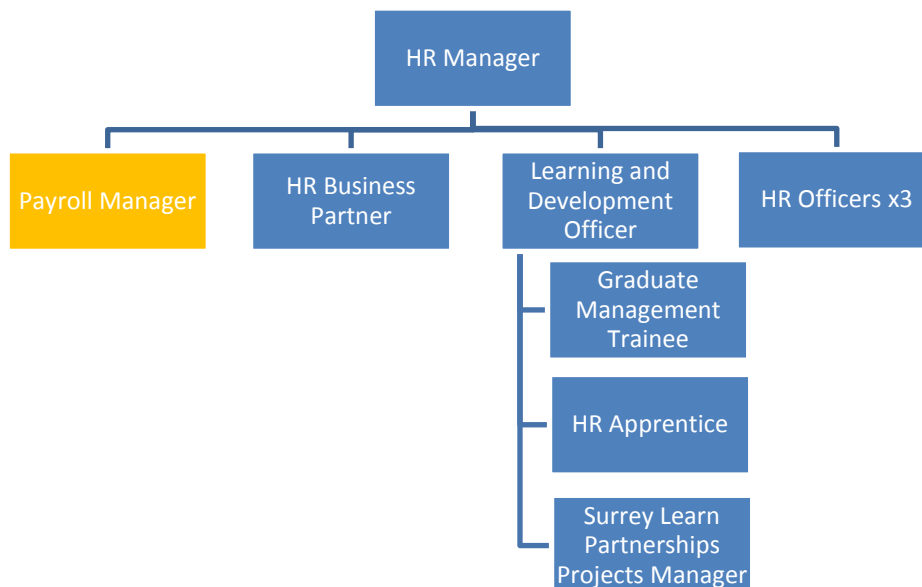 HR Manager
Payroll Manager
HR Business
Partner
Learning and
Development
Officer
HR Officers x3
Graduate
Management
Trainee
HR Apprentice
Surrey Learn
Partnerships
Projects Manager